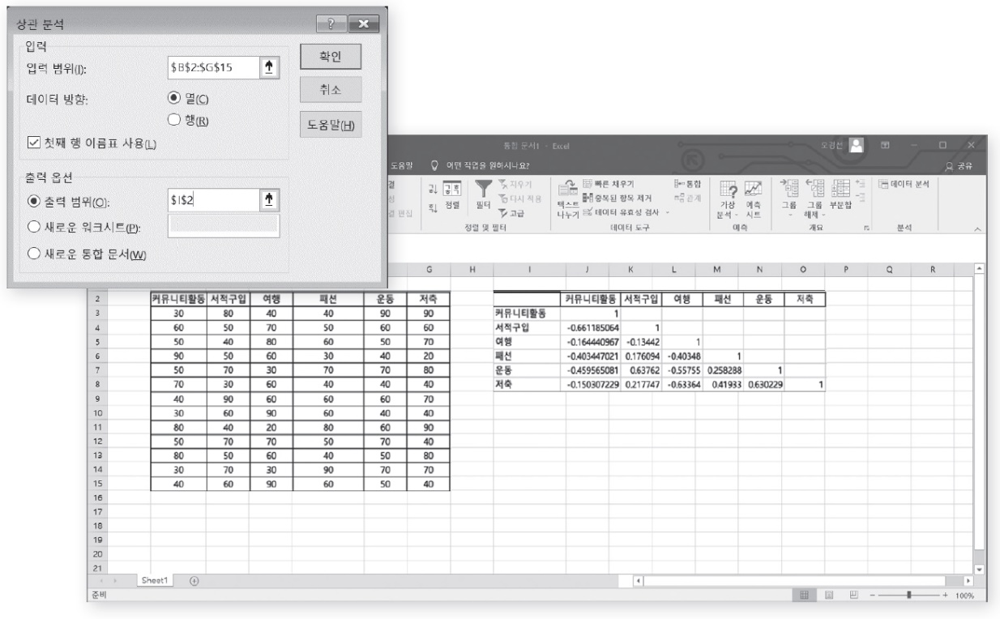 상관 분석
입력
입력 범위(I): $B$2:$G$15
확인
데이터 방향: 열(C)
취소
행(R)
도움말(H)
첫째 행 이름표 사용(L)
출력 옵션
출력 범위(O): $I$2
새로운 워크시트(P):
새로운 통합 문서(W)
통합 문서1 - Excel
오경선
도움말 어떤 작업을 원하시나요?
공유
지우기
다시 적용
고급
정렬
필터
정렬 및 필터
텍스트 나누기
빠른 채우기
중복된 항목 제거
데이터 유효성 검사
통합
관계
데이터 도구
가상 분석
예측 시트
예측
그룹
그룹 해제
부분합
개요
데이터 분석
분석
G H I J K L M N O P Q R
2 커뮤니티활동 서적구입 여행 패션 운동 저축 커뮤니티활동 서적구입 여행 패션 운동 저축
3 30 80 40 40 90 90 커뮤니티활동 1
4 60 50 70 50 60 60 서적구입 -0.661185064 1
5 50 40 80 60 50 70 여행 -0.164440967 -0.13442 1
6 90 50 60 30 40 20 패션 -0.403447021 0.176094 -0.40348 1
7 50 70 30 70 70 80 운동 -0.459565081 0.63762 -0.55755 0.258288 1
8 70 30 60 40 40 40 저축 -0.150307229 0.217747 -0.63364 0.41933 0.630229 1
9 40 90 60 60 60 70
10 30 60 90 60 40 40
11 80 40 20 80 60 90
12 50 70 70 50 70 40
13 80 50 60 40 50 80
14 30 70 30 90 70 70
15 40 60 90 60 50 40
16
17
18
19
20
21
Sheet1
준비
100%